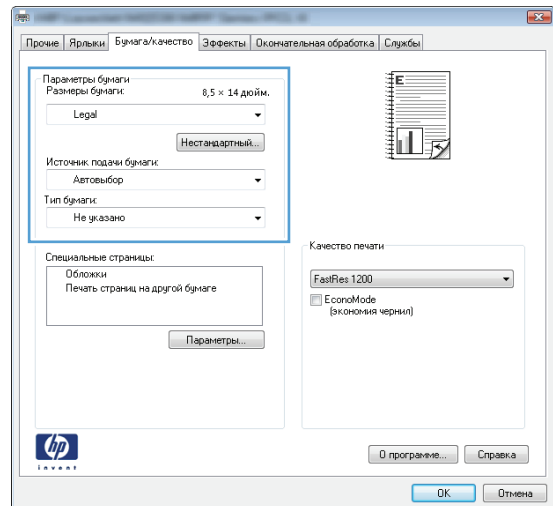 Прочие Ярлыки Бумага/качество Эффекты Окончательная обработка Службы
Параметры бумаги
Размеры бумаги: 8,5 × 14 дюйм.
Legal
Нестандартный...
Источник подачи бумаги:
Автовыбор
Тип бумаги:
Не указано
Специальные страницы:
Обложки
Печать страниц на другой бумаге
Параметры...
E
Качество печати
FastRes 1200
EconoMode
(экономия чернил)
hp
invent
О программе... Справка
OK Отмена